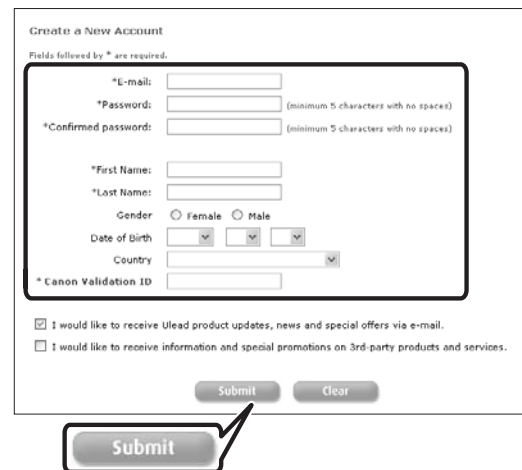 Create a New Account
Fields followed by * are required.
*E-mail:
*Password: (minimum 5 characters with no spaces)
*Confirmed password: (minimum 5 characters with no spaces)
*First Name:
*Last Name:
Gender Female Male
Date of Birth
Country
* Canon Validation ID
I would like to receive Ulead product updates, news and special offers via e-mail.
I would like to receive information and special promotions on 3rd-party products and services.
Submit Clear
Submit